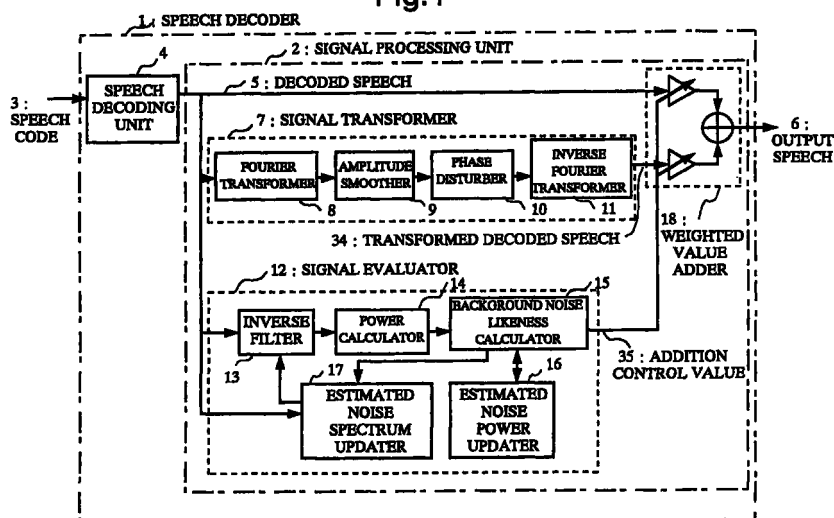 Fig.1
1 : SPEECH DECODER
2 : SIGNAL PROCESSING UNIT
4
SPEECH
DECODING
UNIT
3 :
SPEECH
CODE
5 : DECODED SPEECH
6 :
OUTPUT
SPEECH
7 : SIGNAL TRANSFORMER
FOURIER
TRANSFORMER
8
AMPLITUDE
SMOOTHER
9
PHASE
DISTURBER
10
INVERSE
FOURIER
TRANSFORMER
11
34 : TRANSFORMED DECODED SPEECH
18 :
WEIGHTED
VALUE
ADDER
12 : SIGNAL EVALUATOR
INVERSE
FILTER
13
14
POWER
CALCULATOR
15
BACKGROUND NOISE
LIKENESS
CALCULATOR
35 : ADDITION
CONTROL VALUE
17
ESTIMATED
NOISE
SPECTRUM
UPDATER
16
ESTIMATED
NOISE
POWER
UPDATER